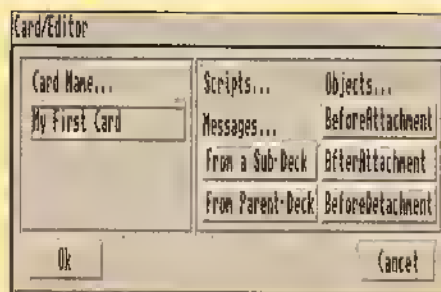 Card/Editor
Card Name...
My First Card
Scripts...
Objects...
Messages...
BeforeAttachment
From a Sub-Deck
AfterAttachment
From Parent-Deck
BeforeDetachment
Ok
Cancel